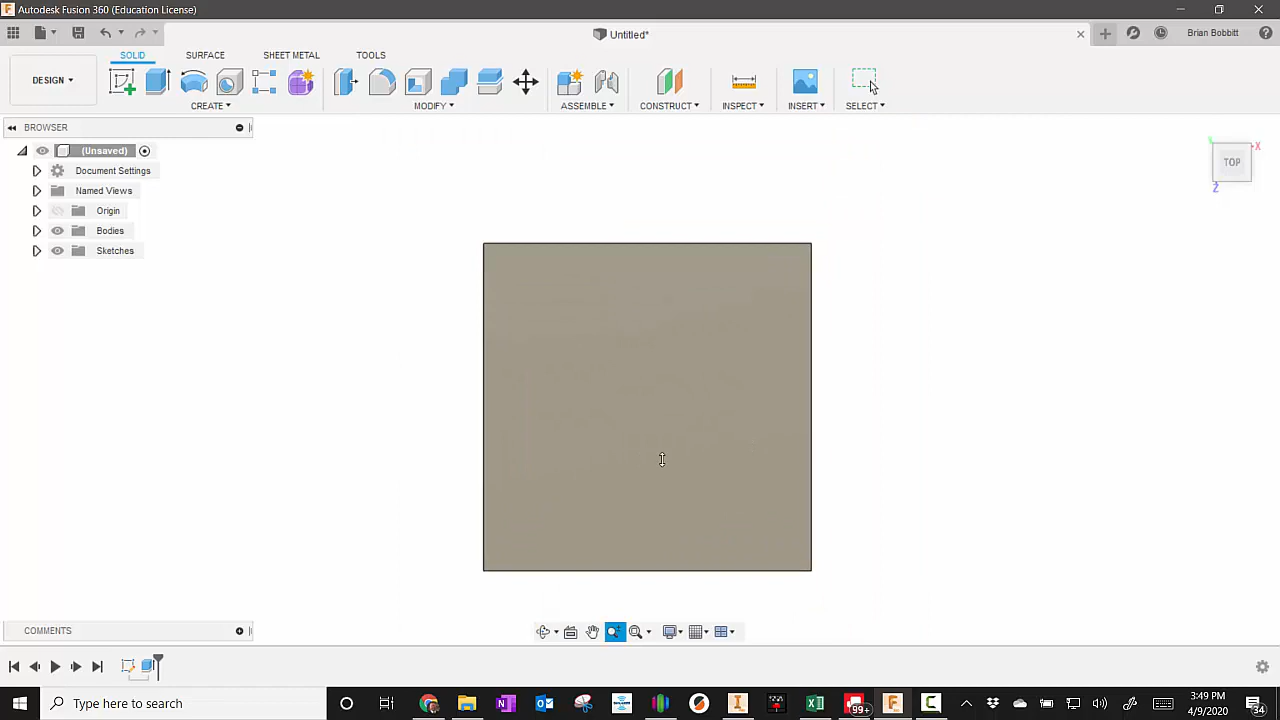 Autodesk Fusion 360 (Education License)
Untitled*
Brian Bobbitt
DESIGN
SOLID
SURFACE
SHEET METAL
TOOLS
CREATE
MODIFY
ASSEMBLE
CONSTRUCT
INSPECT
INSERT
SELECT
BROWSER
(Unsaved)
Document Settings
Named Views
Origin
Bodies
Sketches
TOP
X
Z
COMMENTS
Type here to search
99+
3:49 PM
4/9/2020
34